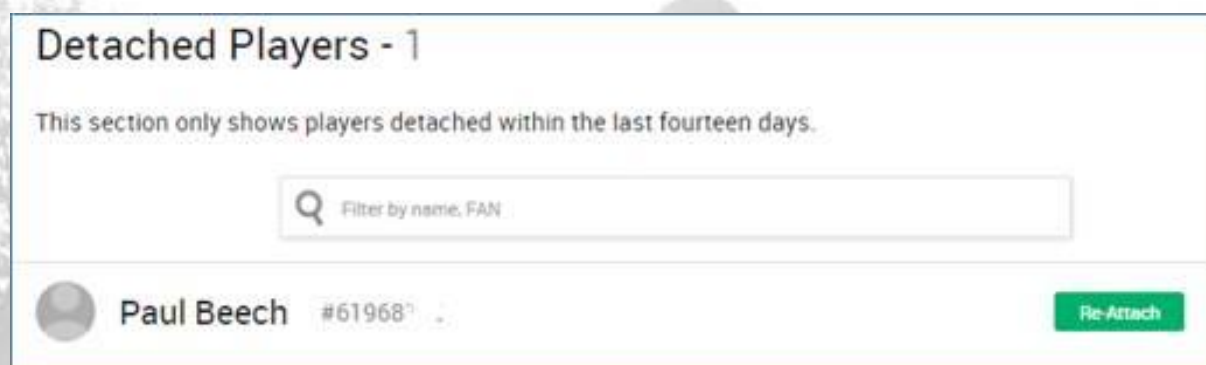 Detached Players - 1
This section only shows players detached within the last fourteen days.
Filter by name, FAN
Paul Beech
Re-Attach